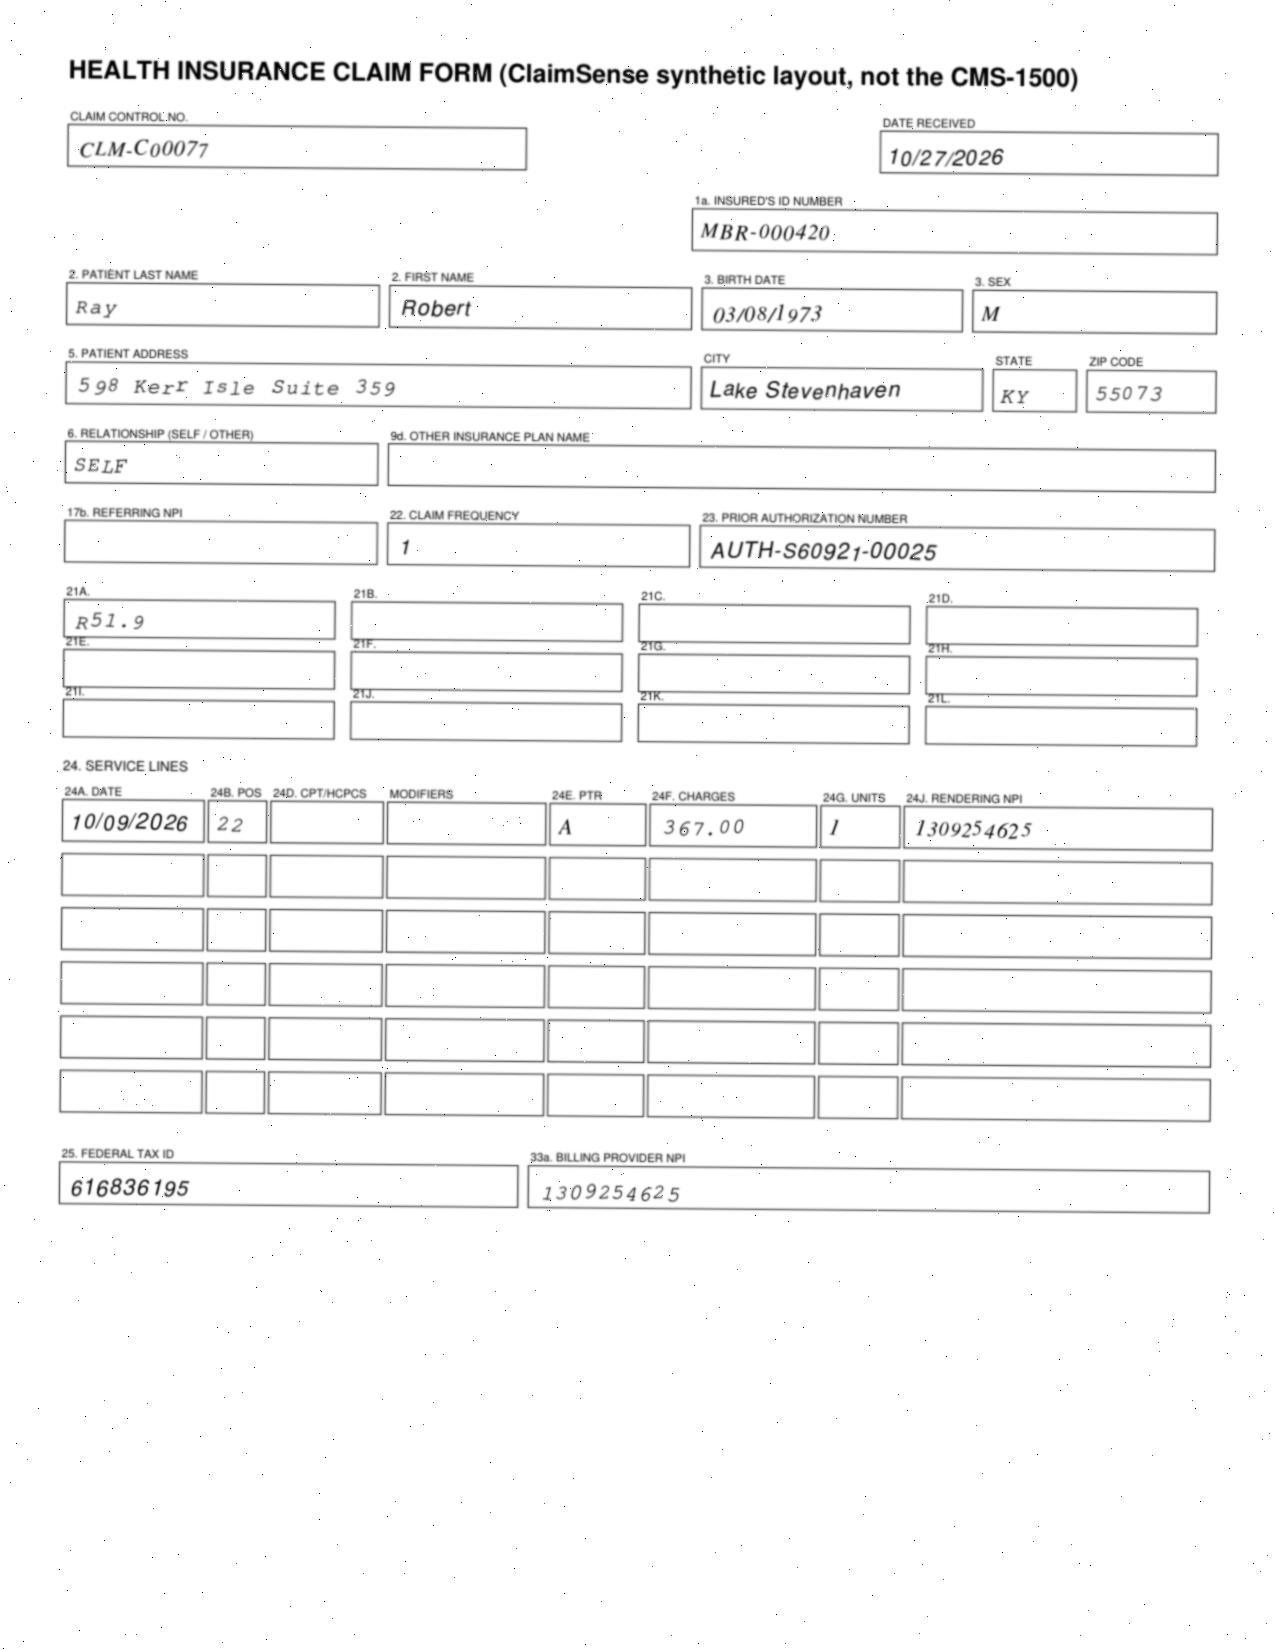 HEALTH INSURANCE CLAIM FORM (ClaimSense synthetic layout, not the CMS-1500)
CLAIM CONTROL NO.
DATE RECEIVED
CLM-C00077
10/27/2026
1a. INSURED'S ID NUMBER
MBR-000420
2. PATIENT LAST NAME 2. FIRST NAME 3. BIRTH DATE 3. SEX
Ray Robert 03/08/1973 M
5. PATIENT ADDRESS CITY STATE ZIP CODE
598 Kerr Isle Suite 359 Lake Stevenhaven KY 55073
6. RELATIONSHIP (SELF / OTHER) 9d. OTHER INSURANCE PLAN NAME
SELF
17b. REFERRING NPI 22. CLAIM FREQUENCY 23. PRIOR AUTHORIZATION NUMBER
1 AUTH-S60921-00025
21A. 21B. 21C. 21D.
R51.9
21E. 21F. 21G. 21H.
21I. 21J. 21K. 21L.
24. SERVICE LINES
24A. DATE 24B. POS 24D. CPT/HCPCS MODIFIERS 24E. PTR 24F. CHARGES 24G. UNITS 24J. RENDERING NPI
10/09/2026 22 A 367.00 1 1309254625
25. FEDERAL TAX ID 33a. BILLING PROVIDER NPI
616836195 1309254625